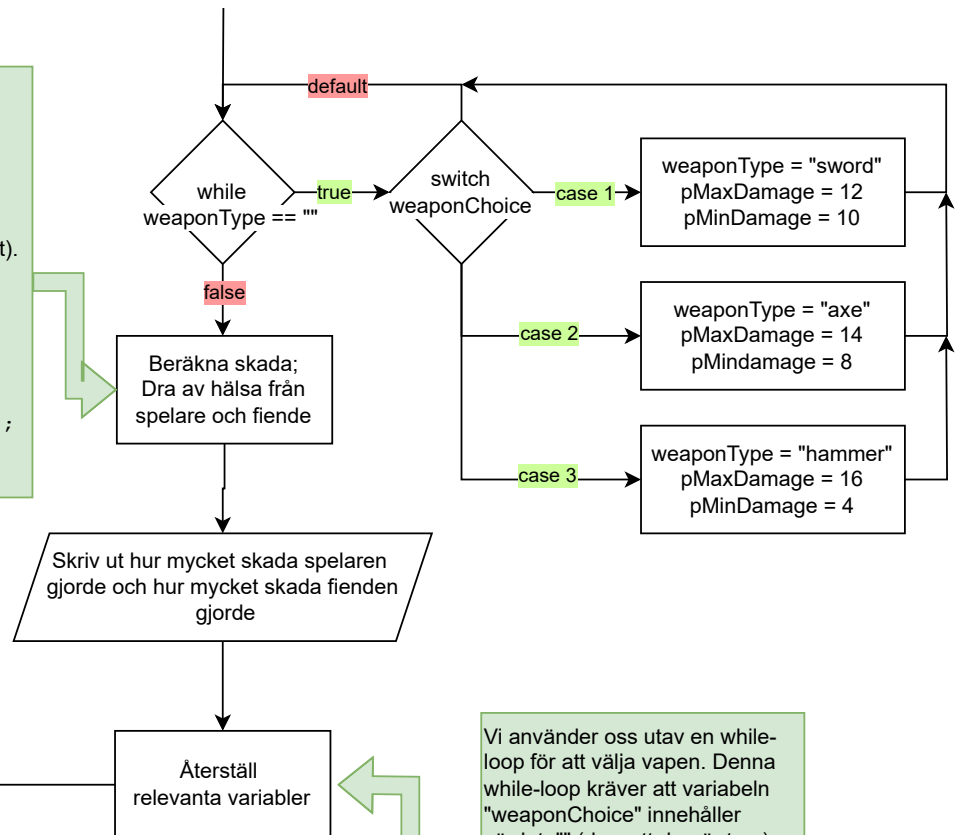 default
while
weaponType == ""
true
switch
weaponChoice
case 1
weaponType = "sword"
pMaxDamage = 12
pMinDamage = 10
t).
false
case 2
weaponType = "axe"
pMaxDamage = 14
pMindamage = 8
Beräkna skada;
Dra av hälsa från
spelare och fiende
;
case 3
weaponType = "hammer"
pMaxDamage = 16
pMinDamage = 4
Skriv ut hur mycket skada spelaren
gjorde och hur mycket skada fienden
gjorde
Återställ
relevanta variabler
Vi använder oss utav en while-
loop för att välja vapen. Denna
while-loop kräver att variabeln
"weaponChoice" innehåller